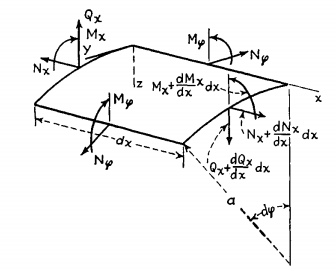 Qx
Mx
y
Nx
Mφ
Nφ
z
Mx+dMx/dx dx
x
Mφ
Nφ
dx
Nx+dNx/dx dx
Qx+dQx/dx dx
a
dφ